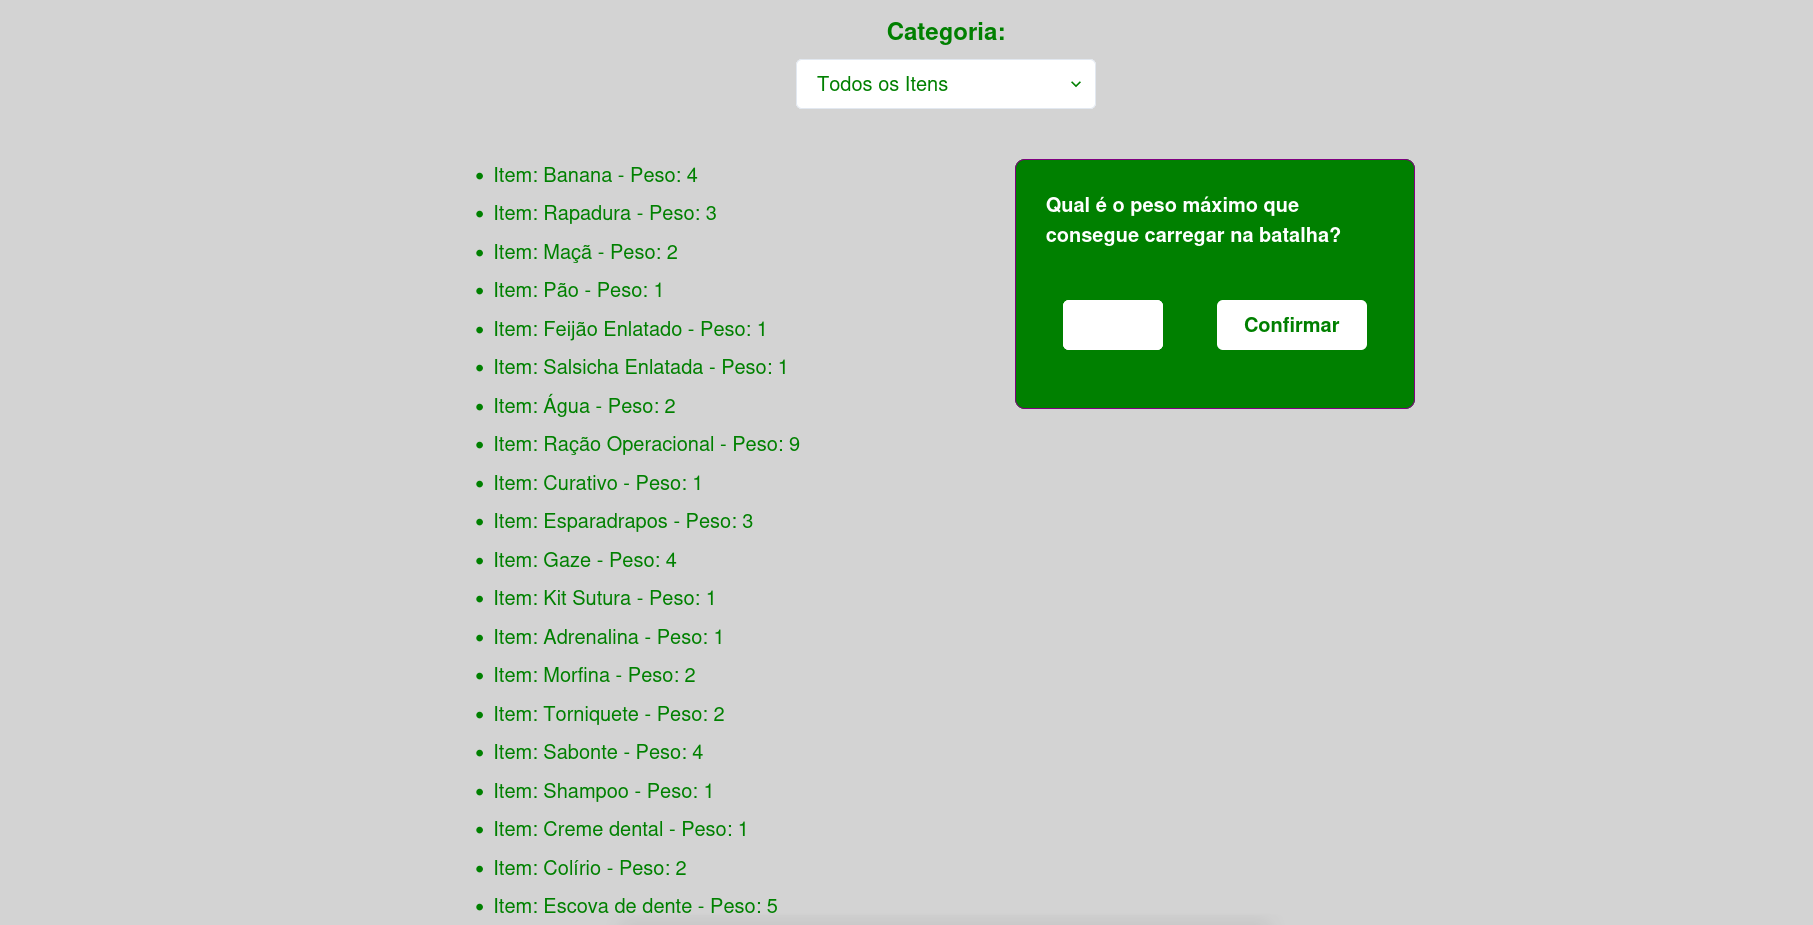 Categoria:
Todos os Itens
Item: Banana - Peso: 4
Item: Rapadura - Peso: 3
Item: Maçã - Peso: 2
Item: Pão - Peso: 1
Item: Feijão Enlatado - Peso: 1
Item: Salsicha Enlatada - Peso: 1
Item: Água - Peso: 2
Item: Ração Operacional - Peso: 9
Item: Curativo - Peso: 1
Item: Esparadrapos - Peso: 3
Item: Gaze - Peso: 4
Item: Kit Sutura - Peso: 1
Item: Adrenalina - Peso: 1
Item: Morfina - Peso: 2
Item: Torniquete - Peso: 2
Item: Sabonte - Peso: 4
Item: Shampoo - Peso: 1
Item: Creme dental - Peso: 1
Item: Colírio - Peso: 2
Item: Escova de dente - Peso: 5
Qual é o peso máximo que
consegue carregar na batalha?
Confirmar